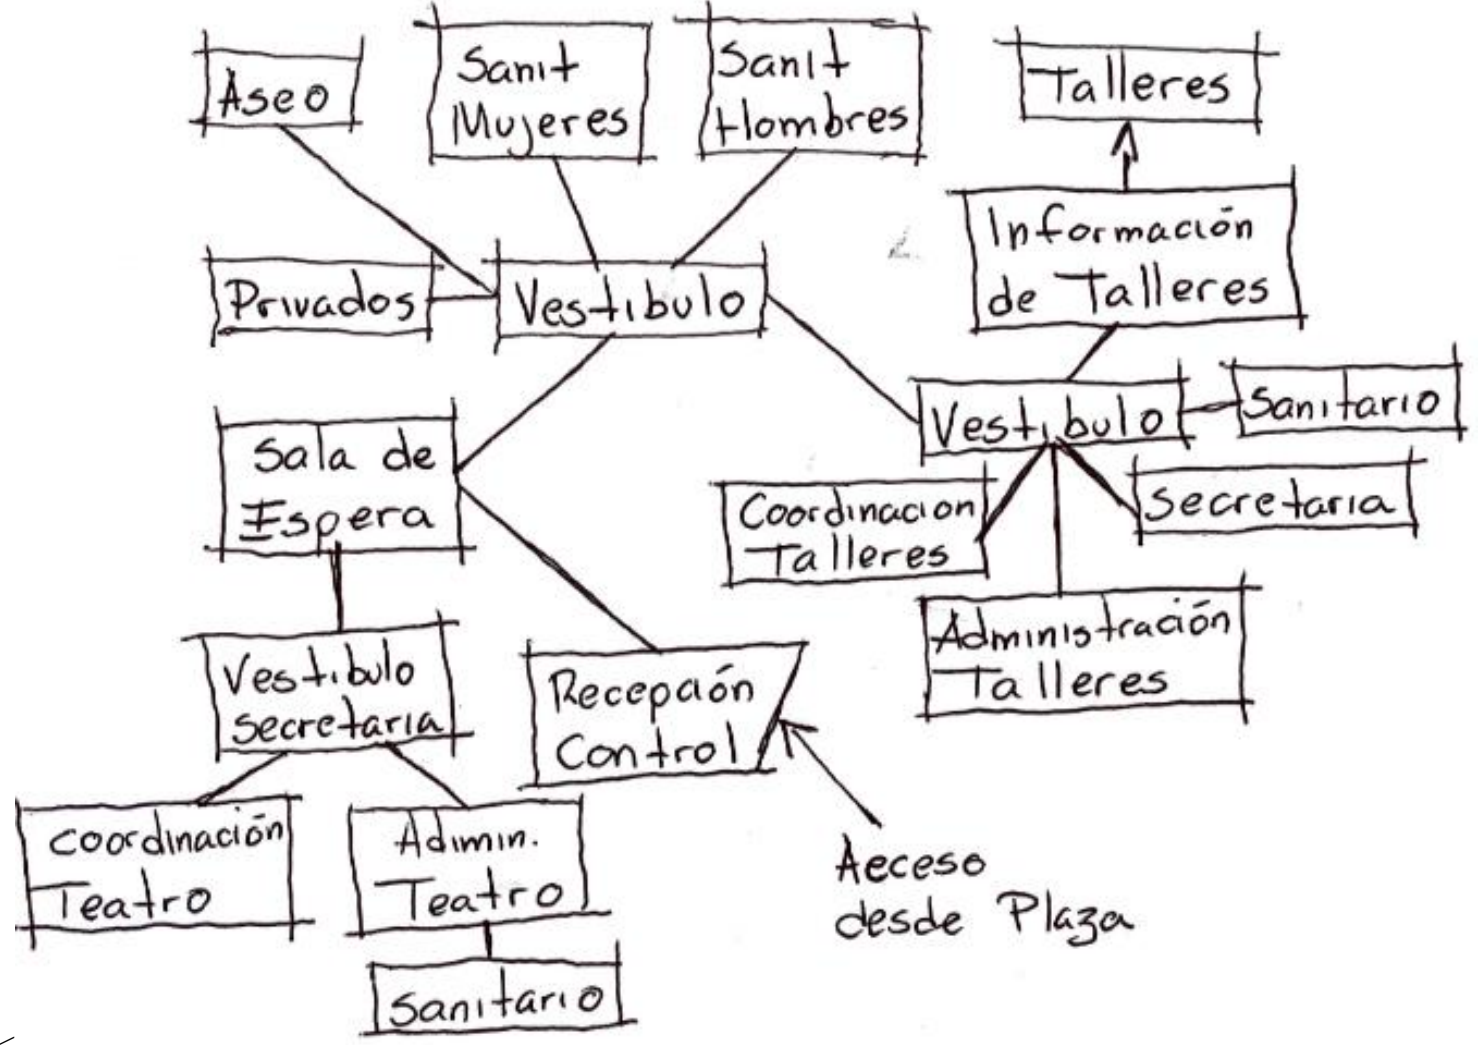 Aseo
Sanit
Mujeres
Sanit
Hombres
Talleres
Información
de Talleres
Privados
Vestibulo
Vestibulo
Sanitario
Sala de
Espera
Coordinacion
Talleres
Secretaria
Administración
Talleres
Vestibulo
Secretaria
Recepción
Control
Coordinación
Teatro
Admin.
Teatro
Acceso
desde Plaza
Sanitario